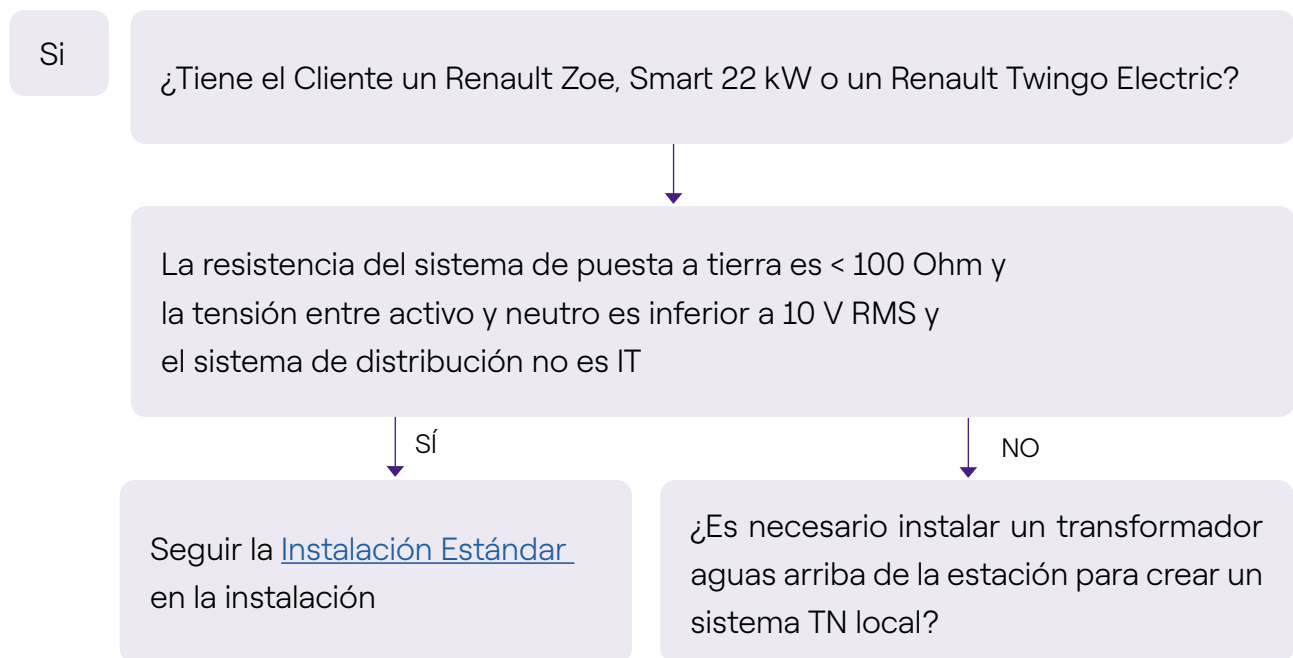 Si
¿Tiene el Cliente un Renault Zoe, Smart 22 kW o un Renault Twingo Electric?
La resistencia del sistema de puesta a tierra es < 100 Ohm y
la tensión entre activo y neutro es inferior a 10 V RMS y
el sistema de distribución no es IT
SÍ
NO
Seguir la Instalación Estándar
en la instalación
¿Es necesario instalar un transformador
aguas arriba de la estación para crear un
sistema TN local?